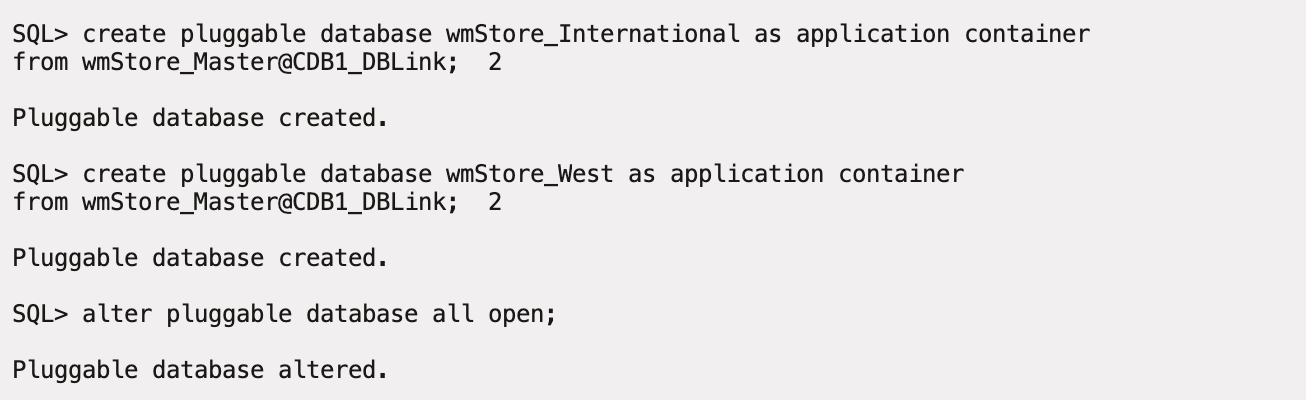 SQL> create pluggable database wmStore_International as application container
from wmStore_Master@CDB1_DBLink;  2
Pluggable database created.
SQL> create pluggable database wmStore_West as application container
from wmStore_Master@CDB1_DBLink;  2
Pluggable database created.
SQL> alter pluggable database all open;
Pluggable database altered.